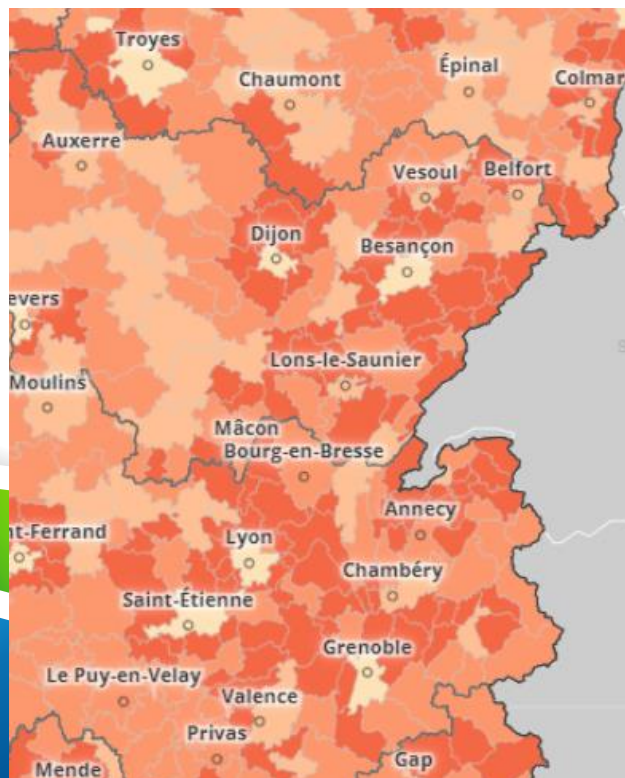 Troyes
Chaumont
Épinal
Colmar
Auxerre
Vesoul
Belfort
Dijon
Besançon
evers
Lons-le-Saunier
Moulins
Mâcon
Bourg-en-Bresse
Annecy
nt-Ferrand
Lyon
Chambéry
Saint-Étienne
Grenoble
Le Puy-en-Velay
Valence
Privas
Gap
Mende